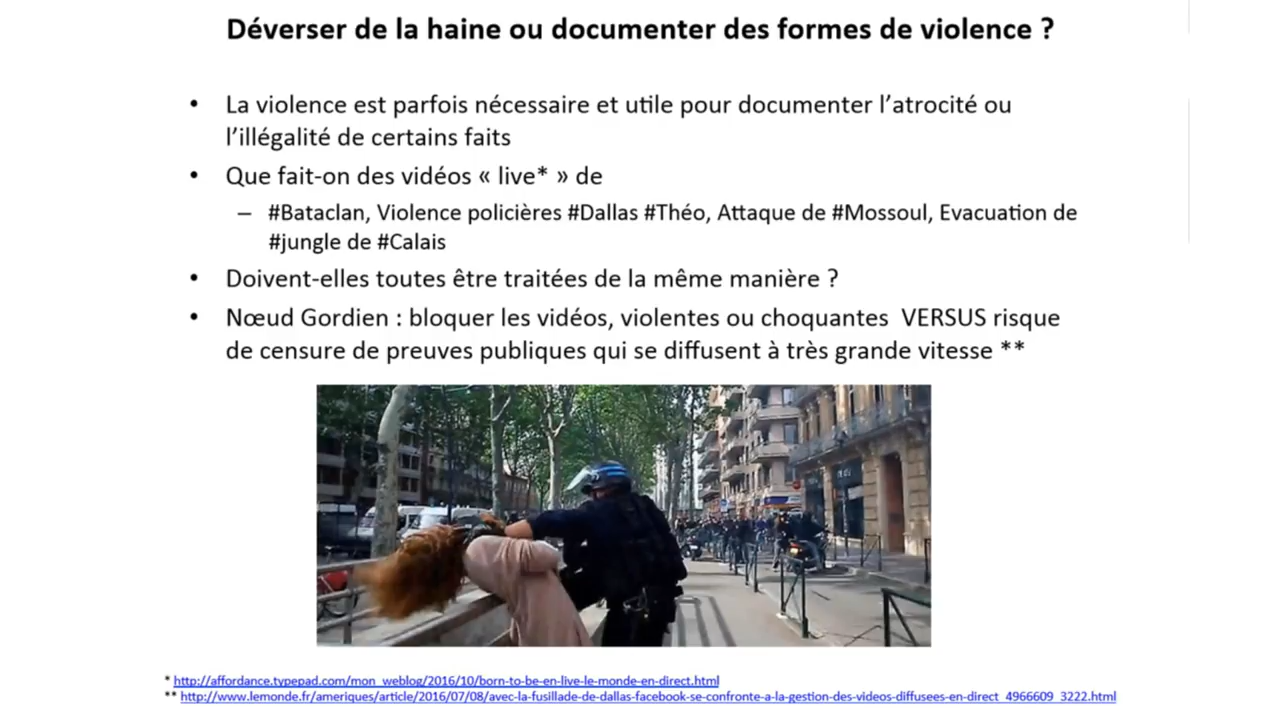 Déverser de la haine ou documenter des formes de violence ?
• La violence est parfois nécessaire et utile pour documenter l'atrocité ou
l'illégalité de certains faits
• Que fait-on des vidéos « live* » de
– #Bataclan, Violence policières #Dallas #Théo, Attaque de #Mossoul, Evacuation de
#jungle de #Calais
• Doivent-elles toutes être traitées de la même manière ?
• Nœud Gordien : bloquer les vidéos, violentes ou choquantes VERSUS risque
de censure de preuves publiques qui se diffusent à très grande vitesse **
* http://affordance.typepad.com/mon_weblog/2016/10/born-to-be-en-live-le-monde-en-direct.html
** http://www.lemonde.fr/ameriques/article/2016/07/08/avec-la-fusillade-de-dallas-facebook-se-confronte-a-la-gestion-des-videos-diffusees-en-direct_4966609_3222.html